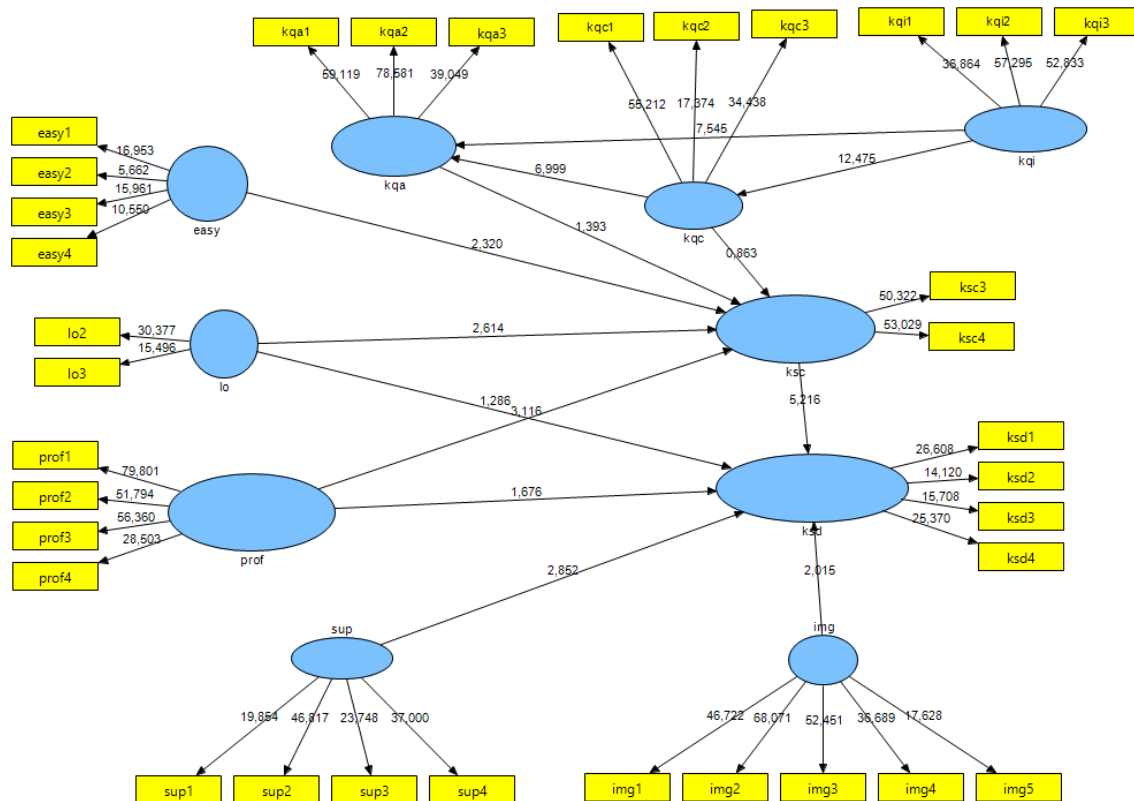 kqa1
kqa2
kqa3
kqc1
kqc2
kqc3
kqi1
kqi2
kqi3
59,119
78,581
39,049
55,212
17,374
34,438
36,864
57,295
52,833
easy1
easy2
easy3
easy4
16,953
5,662
15,961
10,550
easy
kqa
kqc
kqi
7,545
6,999
12,475
1,393
0,863
2,320
lo2
lo3
30,377
15,496
lo
2,614
1,286
3,116
ksc
50,322
53,029
ksc3
ksc4
5,216
prof1
prof2
prof3
prof4
79,801
51,794
56,360
28,503
prof
1,676
ksd
26,608
14,120
15,708
25,370
ksd1
ksd2
ksd3
ksd4
2,852
2,015
sup
img
19,854
46,817
23,748
37,000
46,722
68,071
52,451
36,689
17,628
sup1
sup2
sup3
sup4
img1
img2
img3
img4
img5